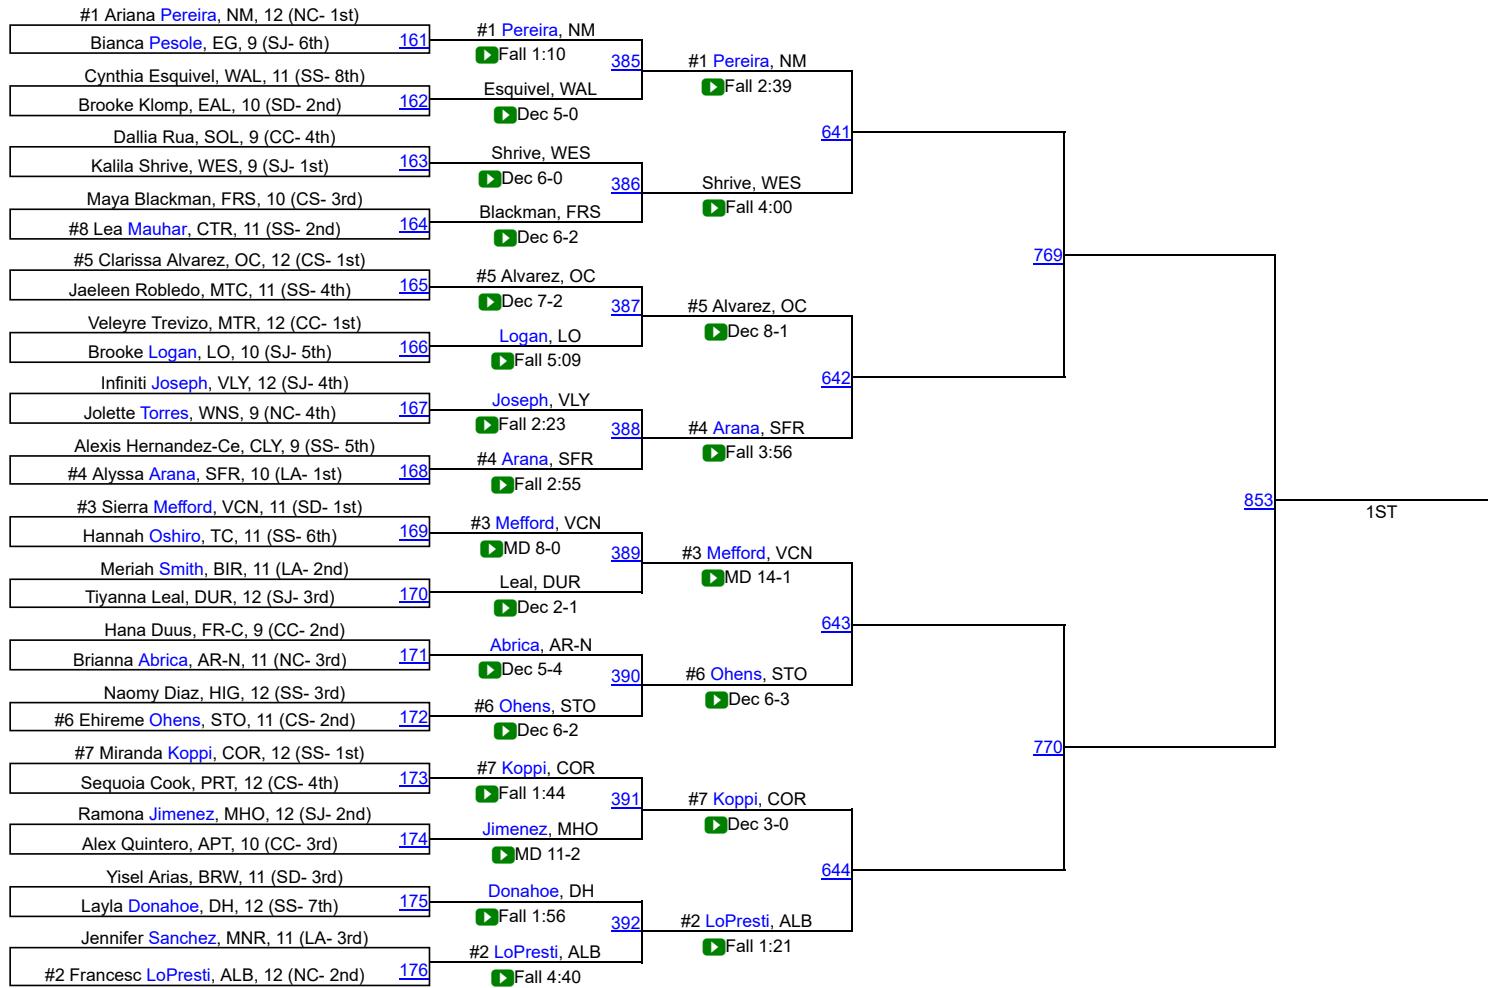 #1 Ariana Pereira, NM, 12 (NC- 1st)
Bianca Pesole, EG, 9 (SJ- 6th)
161
Cynthia Esquivel, WAL, 11 (SS- 8th)
Brooke Klomp, EAL, 10 (SD- 2nd)
162
Dallia Rua, SOL, 9 (CC- 4th)
Kalila Shrive, WES, 9 (SJ- 1st)
163
Maya Blackman, FRS, 10 (CS- 3rd)
#8 Lea Mauhar, CTR, 11 (SS- 2nd)
164
#5 Clarissa Alvarez, OC, 12 (CS- 1st)
Jaeleen Robledo, MTC, 11 (SS- 4th)
165
Veleyre Trevizo, MTR, 12 (CC- 1st)
Brooke Logan, LO, 10 (SJ- 5th)
166
Infiniti Joseph, VLY, 12 (SJ- 4th)
Jolette Torres, WNS, 9 (NC- 4th)
167
Alexis Hernandez-Ce, CLY, 9 (SS- 5th)
#4 Alyssa Arana, SFR, 10 (LA- 1st)
168
#3 Sierra Mefford, VCN, 11 (SD- 1st)
Hannah Oshiro, TC, 11 (SS- 6th)
169
Meriah Smith, BIR, 11 (LA- 2nd)
Tiyanna Leal, DUR, 12 (SJ- 3rd)
170
Hana Duus, FR-C, 9 (CC- 2nd)
Brianna Abrica, AR-N, 11 (NC- 3rd)
171
Naomy Diaz, HIG, 12 (SS- 3rd)
#6 Ehireme Ohens, STO, 11 (CS- 2nd)
172
#7 Miranda Koppi, COR, 12 (SS- 1st)
Sequoia Cook, PRT, 12 (CS- 4th)
173
Ramona Jimenez, MHO, 12 (SJ- 2nd)
Alex Quintero, APT, 10 (CC- 3rd)
174
Yisel Arias, BRW, 11 (SD- 3rd)
Layla Donahoe, DH, 12 (SS- 7th)
175
Jennifer Sanchez, MNR, 11 (LA- 3rd)
#2 Francesc LoPresti, ALB, 12 (NC- 2nd)
176
#1 Pereira, NM
Fall 1:10
385
Esquivel, WAL
Dec 5-0
Shrive, WES
Dec 6-0
386
Blackman, FRS
Dec 6-2
#5 Alvarez, OC
Dec 7-2
387
Logan, LO
Fall 5:09
Joseph, VLY
Fall 2:23
388
#4 Arana, SFR
Fall 2:55
#3 Mefford, VCN
MD 8-0
389
Leal, DUR
Dec 2-1
Abrica, AR-N
Dec 5-4
390
#6 Ohens, STO
Dec 6-2
#7 Koppi, COR
Fall 1:44
391
Jimenez, MHO
MD 11-2
Donahoe, DH
Fall 1:56
392
#2 LoPresti, ALB
Fall 4:40
#1 Pereira, NM
Fall 2:39
641
Shrive, WES
Fall 4:00
#5 Alvarez, OC
Dec 8-1
642
#4 Arana, SFR
Fall 3:56
#3 Mefford, VCN
MD 14-1
643
#6 Ohens, STO
Dec 6-3
#7 Koppi, COR
Dec 3-0
644
#2 LoPresti, ALB
Fall 1:21
769
770
853
1ST